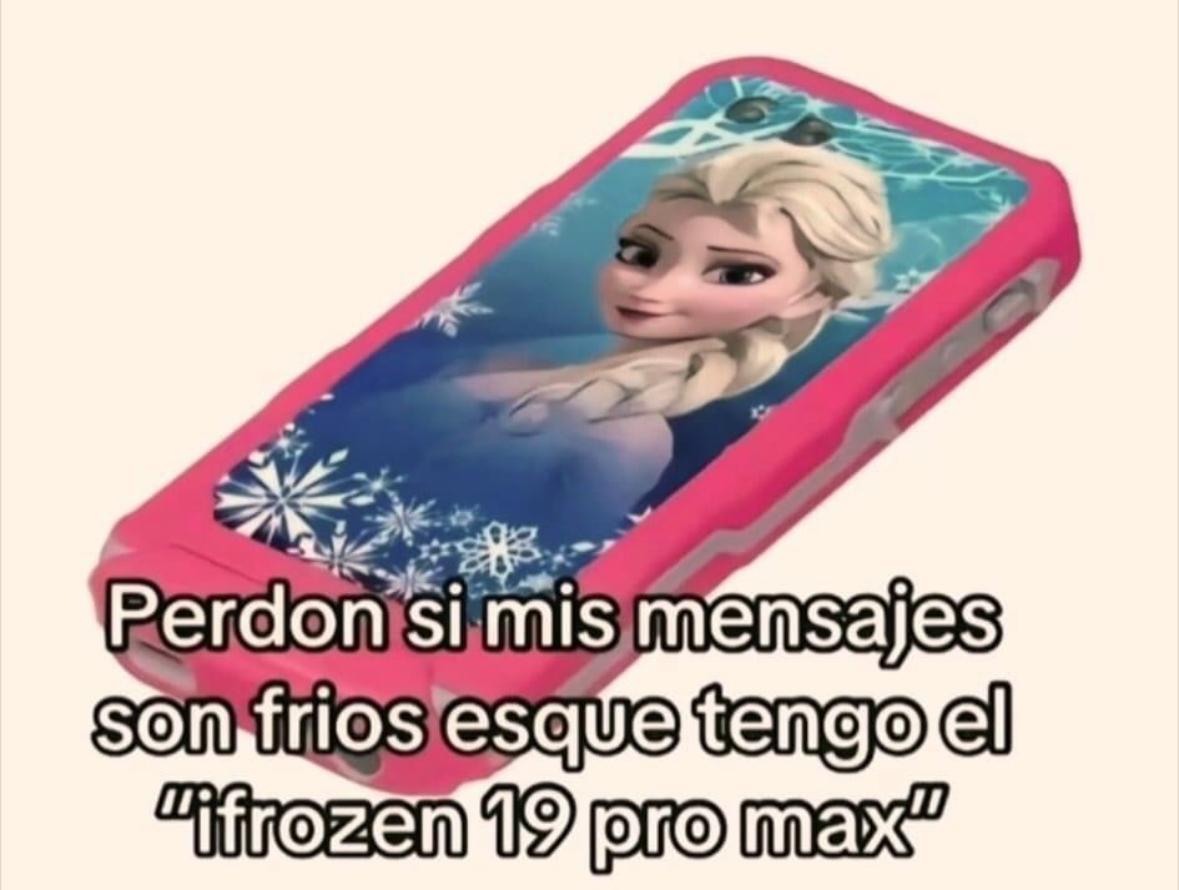 Perdon si mis mensajes
son frios esque tengo el
"ifrozen 19 pro max"